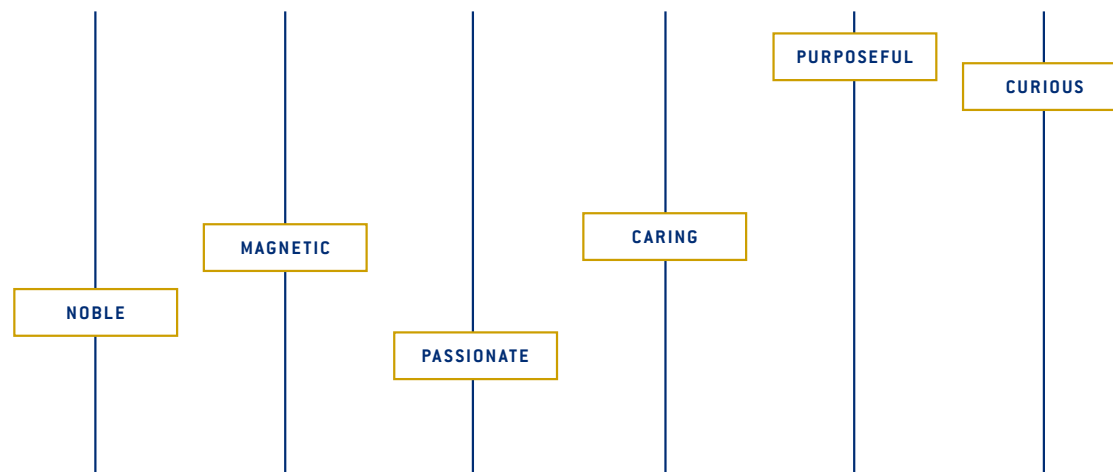 NOBLE
MAGNETIC
PASSIONATE
CARING
PURPOSEFUL
CURIOUS